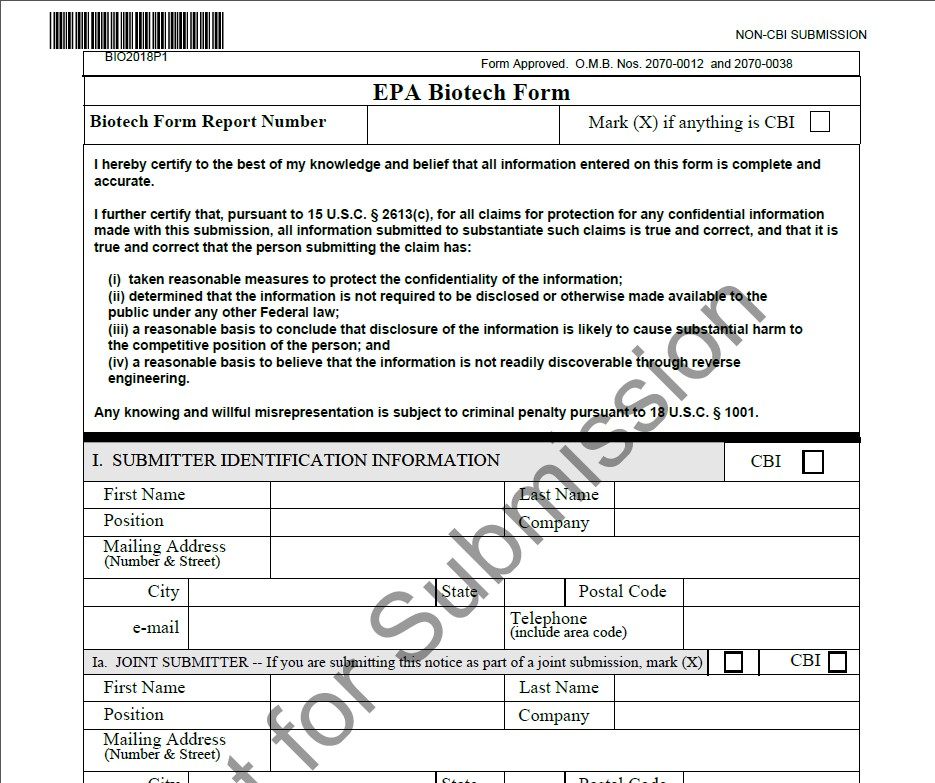 NON-CBI SUBMISSION
BIO2018P1
Form Approved. O.M.B. Nos. 2070-0012 and 2070-0038
EPA Biotech Form
Biotech Form Report Number
Mark (X) if anything is CBI
I hereby certify to the best of my knowledge and belief that all information entered on this form is complete and
accurate.
I further certify that, pursuant to 15 U.S.C. § 2613(c), for all claims for protection for any confidential information
made with this submission, all information submitted to substantiate such claims is true and correct, and that it is
true and correct that the person submitting the claim has:
(i) taken reasonable measures to protect the confidentiality of the information;
(ii) determined that the information is not required to be disclosed or otherwise made available to the
public under any other Federal law;
(iii) a reasonable basis to conclude that disclosure of the information is likely to cause substantial harm to
the competitive position of the person; and
(iv) a reasonable basis to believe that the information is not readily discoverable through reverse
engineering.
Any knowing and willful misrepresentation is subject to criminal penalty pursuant to 18 U.S.C. § 1001.
I. SUBMITTER IDENTIFICATION INFORMATION CBI
First Name Last Name
Position Company
Mailing Address
(Number & Street)
City State Postal Code
e-mail Telephone
(include area code)
Ia. JOINT SUBMITTER -- If you are submitting this notice as part of a joint submission, mark (X) CBI
First Name Last Name
Position Company
Mailing Address
(Number & Street)
City State Postal Code
t for Submission